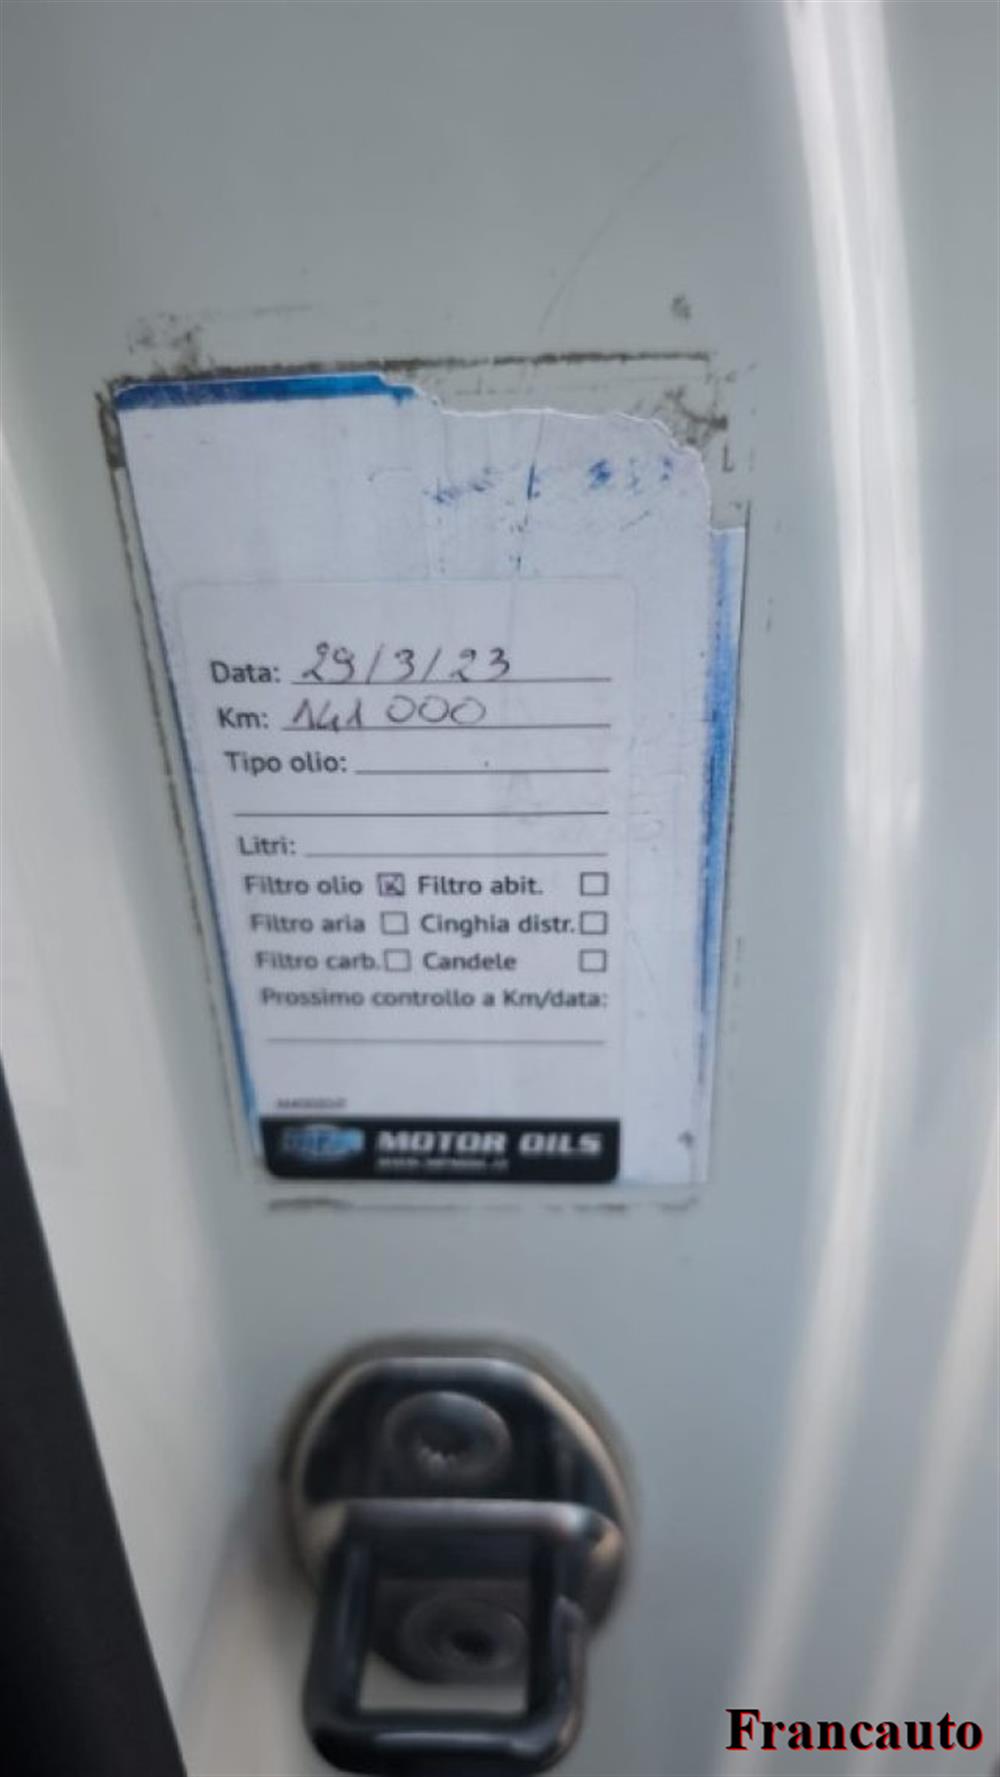 Data: 29/3/23
Km: 141 000
Tipo olio:
Litri:
Filtro olio ☒ Filtro abit. ☐
Filtro aria ☐ Cinghia distr. ☐
Filtro carb. ☐ Candele ☐
Prossimo controllo a Km/data:
MOTOR OILS
Francauto